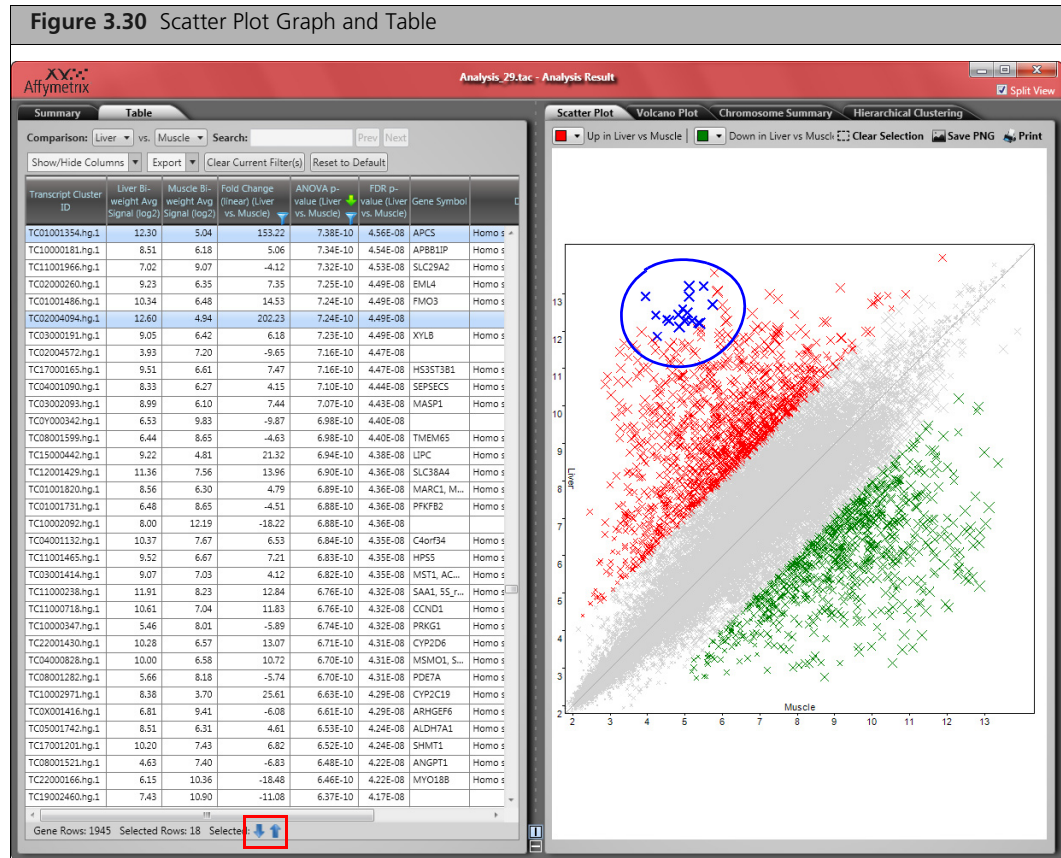 Figure 3.30 Scatter Plot Graph and Table
Affymetrix
Analysis_29.tac - Analysis Result
Split View
Summary Table
Comparison: Liver vs. Muscle Search: Prev Next
Show/Hide Columns Export Clear Current Filter(s) Reset to Default
Transcript Cluster ID Liver Bi-weight Avg Signal (log2) Muscle Bi-weight Avg Signal (log2) Fold Change (linear) (Liver vs. Muscle) ANOVA p-value (Liver vs. Muscle) FDR p-value (Liver vs. Muscle) Gene Symbol D
TC01001354.hg.1 12.30 5.04 153.22 7.38E-10 4.56E-08 APCS Homo s
TC10000181.hg.1 8.51 6.18 5.06 7.34E-10 4.54E-08 APBB1IP Homo s
TC11001966.hg.1 7.02 9.07 -4.12 7.32E-10 4.53E-08 SLC29A2 Homo s
TC02000260.hg.1 9.23 6.35 7.35 7.25E-10 4.49E-08 EML4 Homo s
TC01001486.hg.1 10.34 6.48 14.53 7.24E-10 4.49E-08 FMO3 Homo s
TC02004094.hg.1 12.60 4.94 202.23 7.24E-10 4.49E-08
TC03000191.hg.1 9.05 6.42 6.18 7.23E-10 4.49E-08 XYLB Homo s
TC02004572.hg.1 3.93 7.20 -9.65 7.16E-10 4.47E-08
TC17000165.hg.1 9.51 6.61 7.47 7.16E-10 4.47E-08 HS3ST3B1 Homo s
TC04001090.hg.1 8.33 6.27 4.15 7.10E-10 4.44E-08 SEPSECS Homo s
TC03002093.hg.1 8.99 6.10 7.44 7.07E-10 4.43E-08 MASP1 Homo s
TC0Y000342.hg.1 6.53 9.83 -9.87 6.98E-10 4.40E-08
TC08001599.hg.1 6.44 8.65 -4.63 6.98E-10 4.40E-08 TMEM65 Homo s
TC15000442.hg.1 9.22 4.81 21.32 6.94E-10 4.38E-08 LIPC Homo s
TC12001429.hg.1 11.36 7.56 13.96 6.90E-10 4.36E-08 SLC38A4 Homo s
TC01001820.hg.1 8.56 6.30 4.79 6.89E-10 4.36E-08 MARC1, M... Homo s
TC01001731.hg.1 6.48 8.65 -4.51 6.88E-10 4.36E-08 PFKFB2 Homo s
TC10002092.hg.1 8.00 12.19 -18.22 6.88E-10 4.36E-08
TC04001132.hg.1 10.37 7.67 6.53 6.84E-10 4.35E-08 C4orf34 Homo s
TC11001465.hg.1 9.52 6.67 7.21 6.83E-10 4.35E-08 HPS5 Homo s
TC03001414.hg.1 9.07 7.03 4.12 6.82E-10 4.35E-08 MST1, AC... Homo s
TC11000238.hg.1 11.91 8.23 12.84 6.76E-10 4.32E-08 SAA1, 5S_r... Homo s
TC11000718.hg.1 10.61 7.04 11.83 6.76E-10 4.32E-08 CCND1 Homo s
TC10000347.hg.1 5.46 8.01 -5.89 6.74E-10 4.32E-08 PRKG1 Homo s
TC22001430.hg.1 10.28 6.57 13.07 6.71E-10 4.31E-08 CYP2D6 Homo s
TC04000828.hg.1 10.00 6.58 10.72 6.70E-10 4.31E-08 MSMO1, S... Homo s
TC08001282.hg.1 5.66 8.18 -5.74 6.70E-10 4.31E-08 PDE7A Homo s
TC10002971.hg.1 8.38 3.70 25.61 6.63E-10 4.29E-08 CYP2C19 Homo s
TC0X001416.hg.1 6.81 9.41 -6.08 6.61E-10 4.29E-08 ARHGEF6 Homo s
TC05001742.hg.1 8.51 6.31 4.61 6.53E-10 4.24E-08 ALDH7A1 Homo s
TC17001201.hg.1 10.20 7.43 6.82 6.52E-10 4.24E-08 SHMT1 Homo s
TC08001521.hg.1 4.63 7.40 -6.83 6.48E-10 4.22E-08 ANGPT1 Homo s
TC22000166.hg.1 6.15 10.36 -18.48 6.46E-10 4.22E-08 MYO18B Homo s
TC19002460.hg.1 7.43 10.90 -11.08 6.37E-10 4.17E-08
Gene Rows: 1945 Selected Rows: 18 Selected:
Scatter Plot Volcano Plot Chromosome Summary Hierarchical Clustering
Up in Liver vs Muscle Down in Liver vs Muscl Clear Selection Save PNG Print
13
12
11
10
9
Liver
8
7
6
5
4
3
2
Muscle
2 3 4 5 6 7 8 9 10 11 12 13